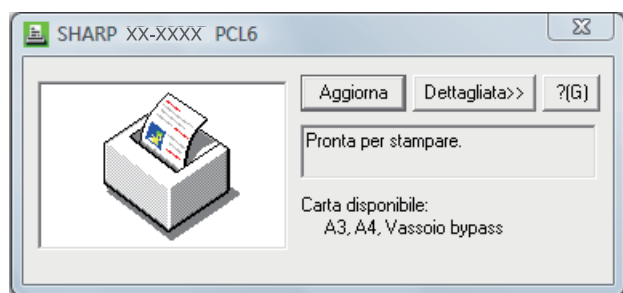 SHARP XX-XXXX PCL6
Aggiorna Dettagliata>> ?(G)
Pronta per stampare.
Carta disponibile:
A3, A4, Vassoio bypass